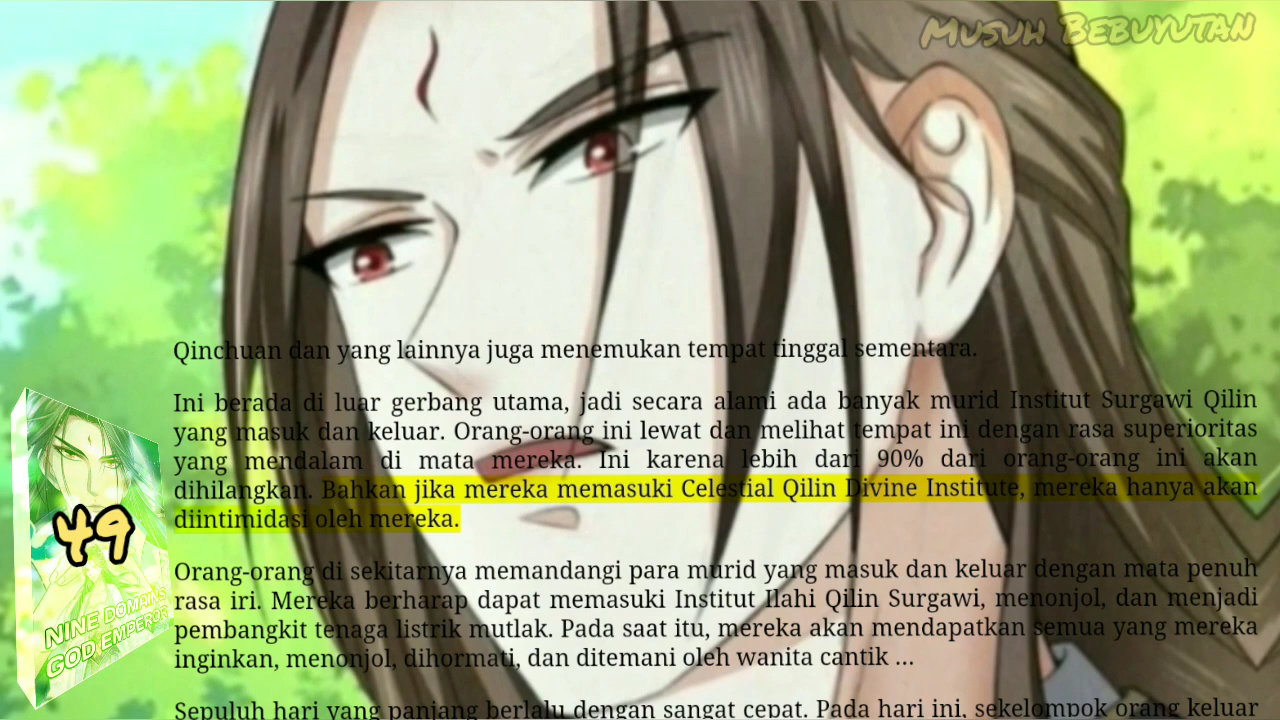 Musuh Bebuyutan
Qinchuan dan yang lainnya juga menemukan tempat tinggal sementara.
Ini berada di luar gerbang utama, jadi secara alami ada banyak murid Institut Surgawi Qilin
yang masuk dan keluar. Orang-orang ini lewat dan melihat tempat ini dengan rasa superioritas
yang mendalam di mata mereka. Ini karena lebih dari 90% dari orang-orang ini akan
dihilangkan. Bahkan jika mereka memasuki Celestial Qilin Divine Institute, mereka hanya akan
diintimidasi oleh mereka.
49
NINE DOMAINS
GOD EMPEROR
Orang-orang di sekitarnya memandangi para murid yang masuk dan keluar dengan mata penuh
rasa iri. Mereka berharap dapat memasuki Institut Ilahi Qilin Surgawi, menonjol, dan menjadi
pembangkit tenaga listrik mutlak. Pada saat itu, mereka akan mendapatkan semua yang mereka
inginkan, menonjol, dihormati, dan ditemani oleh wanita cantik ...
Sepuluh hari yang panjang berlalu dengan sangat cepat. Pada hari ini, sekelompok orang keluar